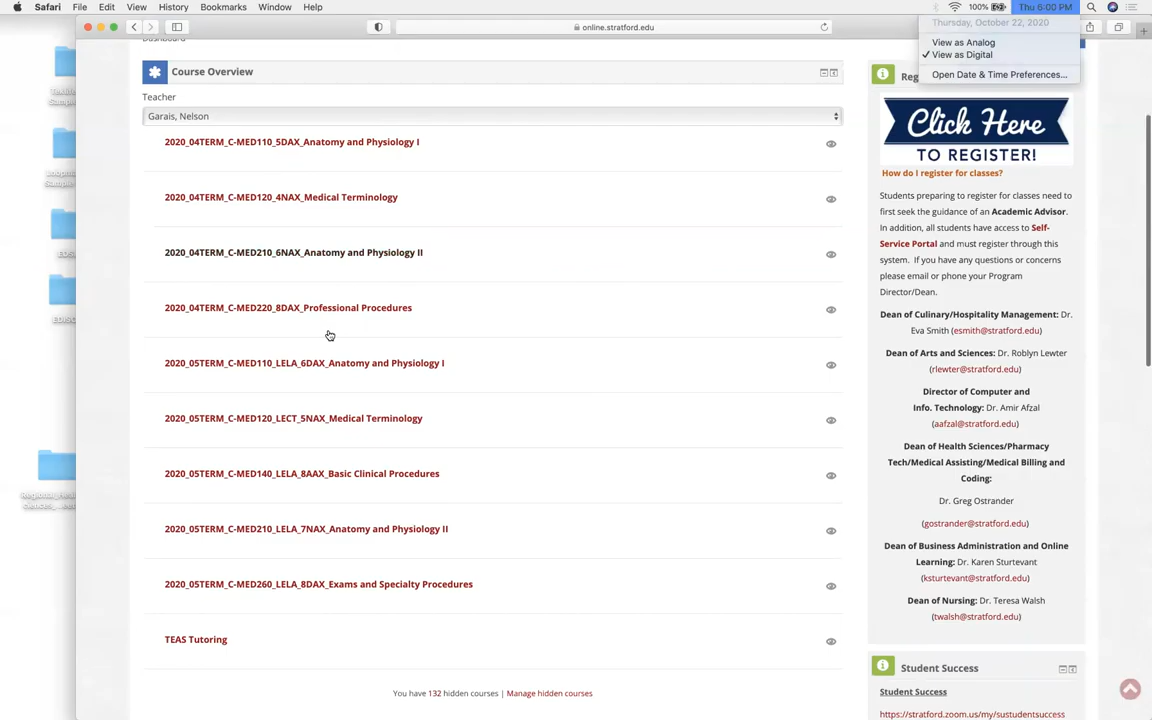 Safari File Edit View History Bookmarks Window Help
100% Thu 6:00 PM
Thursday, October 22, 2020
View as Analog
✓ View as Digital
Open Date & Time Preferences...
online.stratford.edu
Dashboard
Course Overview
Teacher
Garais, Nelson
2020_04TERM_C-MED110_5DAX_Anatomy and Physiology I
2020_04TERM_C-MED120_4NAX_Medical Terminology
2020_04TERM_C-MED210_6NAX_Anatomy and Physiology II
2020_04TERM_C-MED220_8DAX_Professional Procedures
2020_05TERM_C-MED110_LELA_6DAX_Anatomy and Physiology I
2020_05TERM_C-MED120_LECT_5NAX_Medical Terminology
2020_05TERM_C-MED140_LELA_8AAX_Basic Clinical Procedures
2020_05TERM_C-MED210_LELA_7NAX_Anatomy and Physiology II
2020_05TERM_C-MED260_LELA_8DAX_Exams and Specialty Procedures
TEAS Tutoring
You have 132 hidden courses | Manage hidden courses
Click Here
TO REGISTER!
How do I register for classes?
Students preparing to register for classes need to
first seek the guidance of an Academic Advisor.
In addition, all students have access to Self-
Service Portal and must register through this
system. If you have any questions or concerns
please email or phone your Program
Director/Dean.
Dean of Culinary/Hospitality Management: Dr.
Eva Smith (esmith@stratford.edu)
Dean of Arts and Sciences: Dr. Roblyn Lewter
(rlewter@stratford.edu)
Director of Computer and
Info. Technology: Dr. Amir Afzal
(aafzal@stratford.edu)
Dean of Health Sciences/Pharmacy
Tech/Medical Assisting/Medical Billing and
Coding:
Dr. Greg Ostrander
(gostrander@stratford.edu)
Dean of Business Administration and Online
Learning: Dr. Karen Sturtevant
(ksturtevant@stratford.edu)
Dean of Nursing: Dr. Teresa Walsh
(twalsh@stratford.edu)
Student Success
Student Success
https://stratford.zoom.us/my/sustudentsuccess